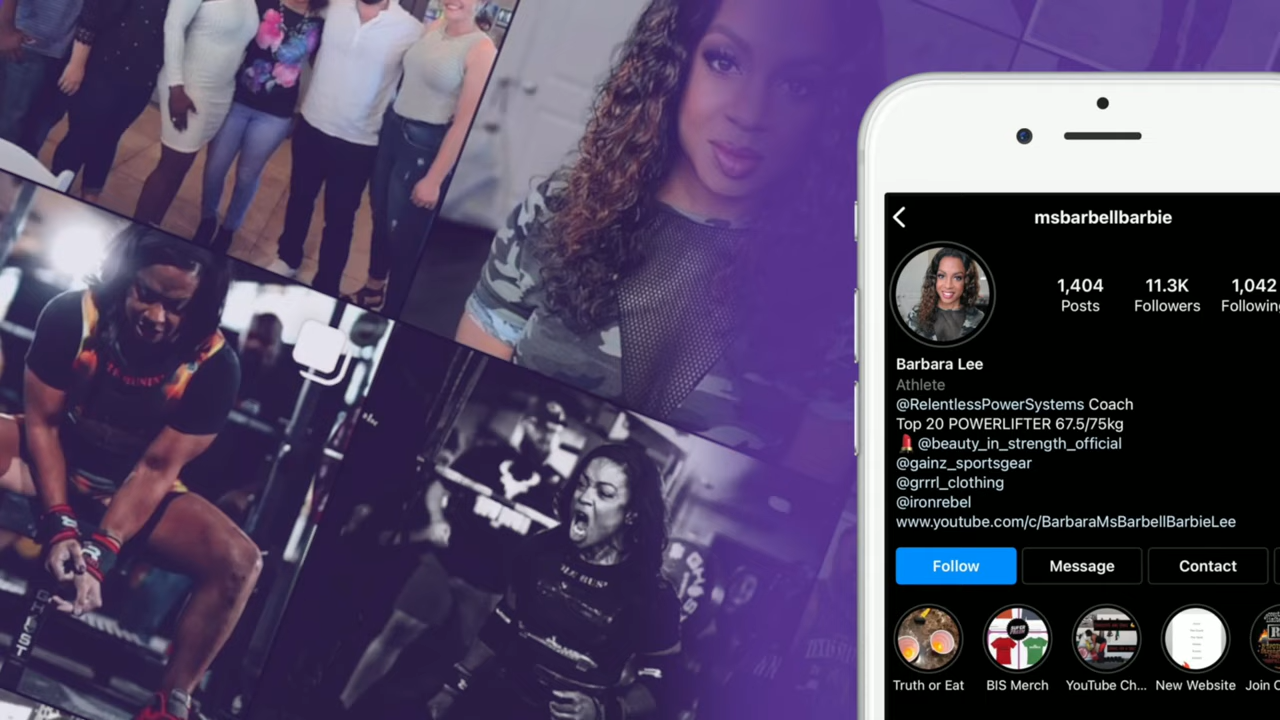 msbarbellbarbie
1,404
11.3K
1,042
Posts
Followers
Following
Barbara Lee
Athlete
@RelentlessPowerSystems Coach
Top 20 POWERLIFTER 67.5/75kg
@beauty_in_strength_official
@gainz_sportsgear
@grrrl_clothing
@ironrebel
www.youtube.com/c/BarbaraMsBarbellBarbieLee
Follow
Message
Contact
Truth or Eat
BIS Merch
YouTube Ch...
New Website
Join